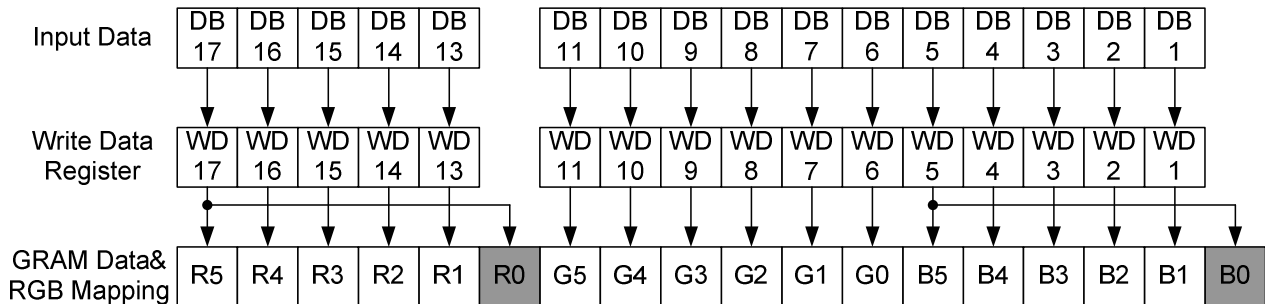 Input Data DB DB DB DB DB DB DB DB DB DB DB DB DB DB DB DB
17 16 15 14 13 11 10 9 8 7 6 5 4 3 2 1
Write Data WD WD WD WD WD WD WD WD WD WD WD WD WD WD WD WD
Register 17 16 15 14 13 11 10 9 8 7 6 5 4 3 2 1
GRAM Data& R5 R4 R3 R2 R1 R0 G5 G4 G3 G2 G1 G0 B5 B4 B3 B2 B1 B0
RGB Mapping